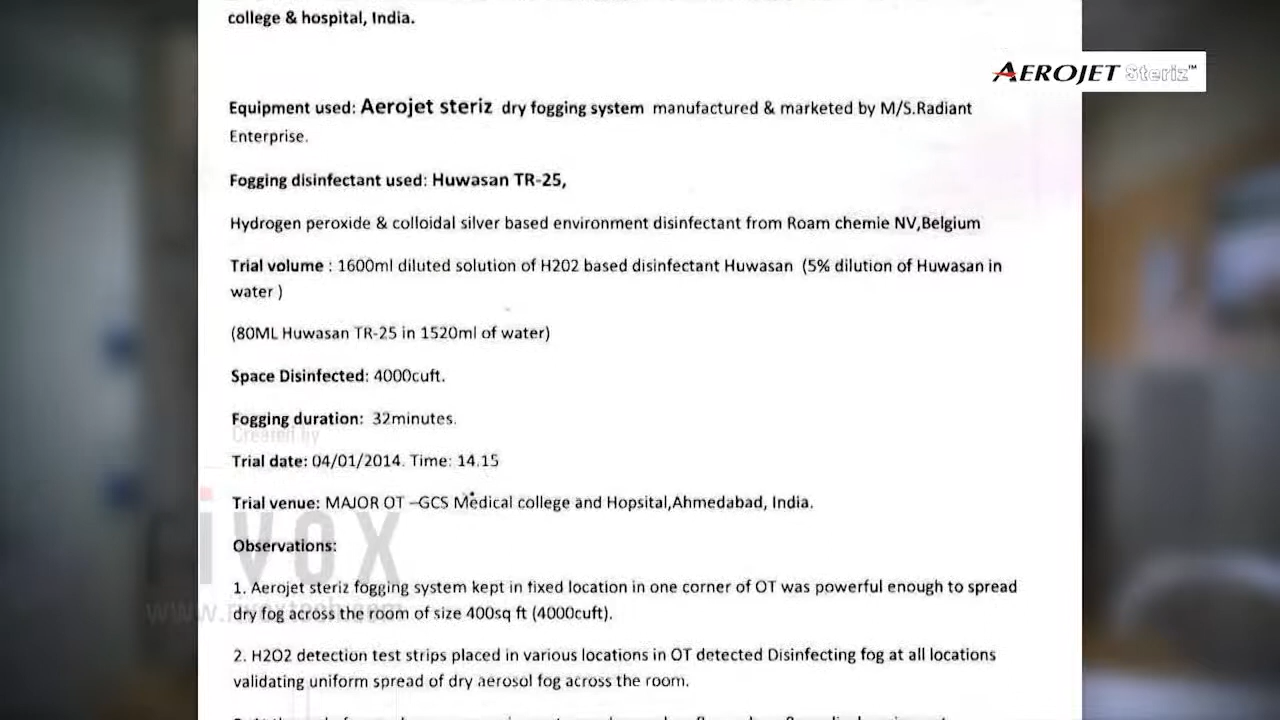 college & hospital, India.
AEROJET Steriz™
Equipment used: Aerojet steriz dry fogging system manufactured & marketed by M/S.Radiant
Enterprise.
Fogging disinfectant used: Huwasan TR-25,
Hydrogen peroxide & colloidal silver based environment disinfectant from Roam chemie NV,Belgium
Trial volume : 1600ml diluted solution of H202 based disinfectant Huwasan (5% dilution of Huwasan in
water )
(80ML Huwasan TR-25 in 1520ml of water)
Space Disinfected: 4000cuft.
Fogging duration: 32minutes.
Created by
Trial date: 04/01/2014. Time: 14.15
Trial venue: MAJOR OT –GCS Medical college and Hopsital,Ahmedabad, India.
rivox
Observations:
1. Aerojet steriz fogging system kept in fixed location in one corner of OT was powerful enough to spread
www.rivoxtech.com
dry fog across the room of size 400sq ft (4000cuft).
2. H2O2 detection test strips placed in various locations in OT detected Disinfecting fog at all locations
validating uniform spread of dry aerosol fog across the room.